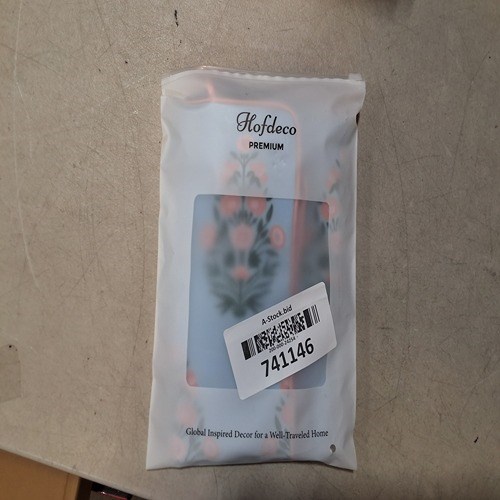 Hofdeco
PREMIUM
A-Stock.bid
741146
Global Inspired Decor for a Well-Traveled Home